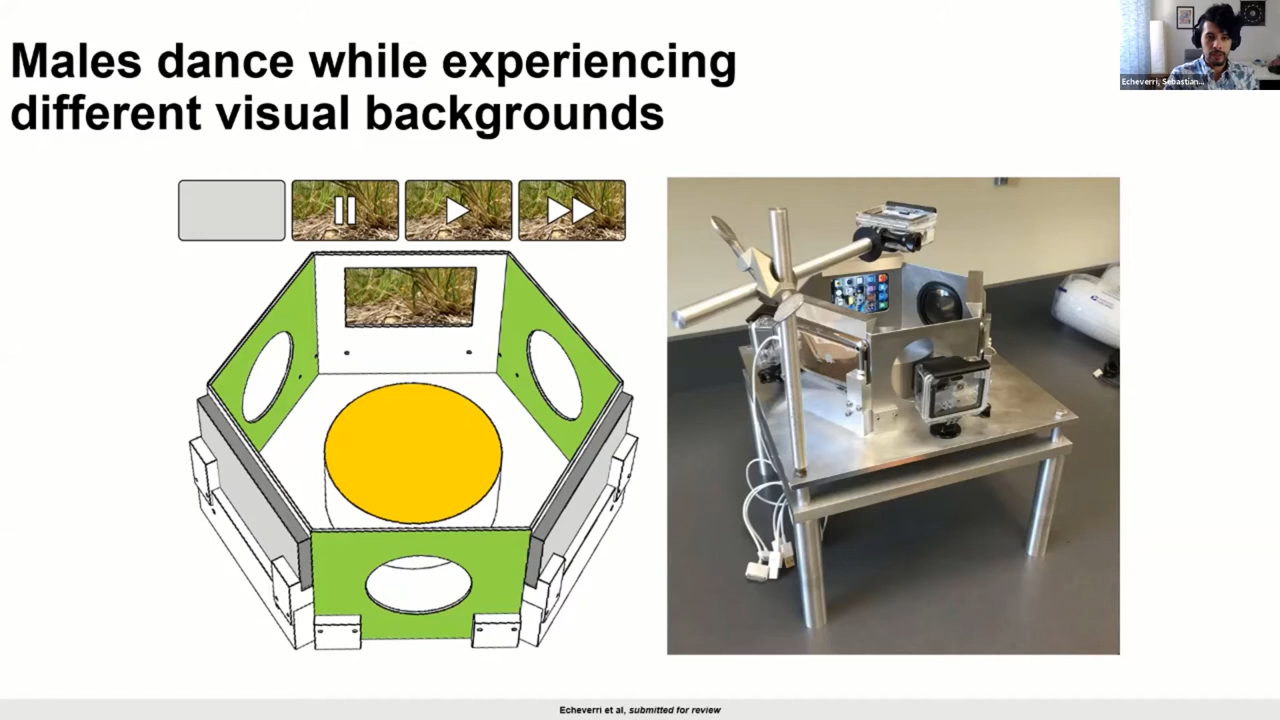 Males dance while experiencing
different visual backgrounds
Echeverri, Sebastian...
Echeverri et al, submitted for review